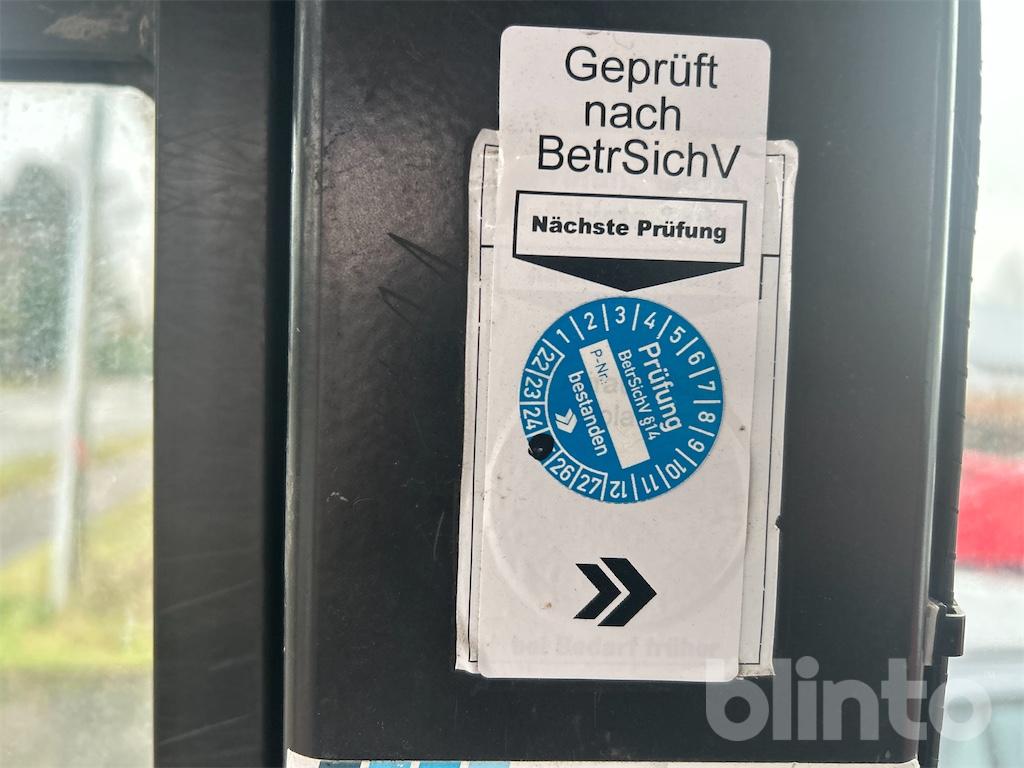 Geprüft
nach
BetrSichV
Nächste Prüfung
1 2 3 4 5 6 7 8 9 10 11 12
22 23 24 26 27
Prüfung
BetrSichV §14
P-Nr.:
bestanden
bei Bedarf früher
blinto